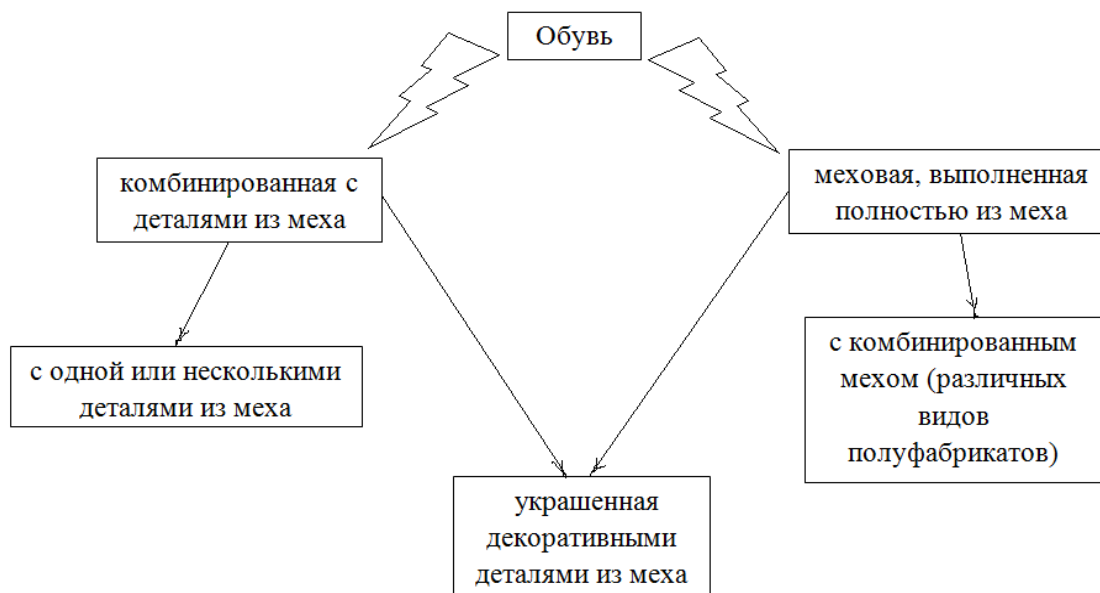 Обувь
комбинированная с
деталями из меха
меховая, выполненная
полностью из меха
с одной или несколькими
деталями из меха
с комбинированным
мехом (различных
видов
полуфабрикатов)
украшенная
декоративными
деталями из меха